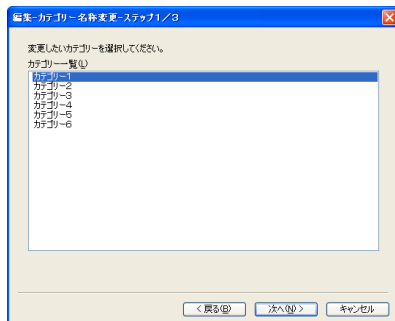 編集-カテゴリー名称変更-ステップ1/3
変更したいカテゴリーを選択してください。
カテゴリー一覧(L)
カテゴリー1
カテゴリー2
カテゴリー3
カテゴリー4
カテゴリー5
カテゴリー6
<戻る(B) 次へ(N)> キャンセル